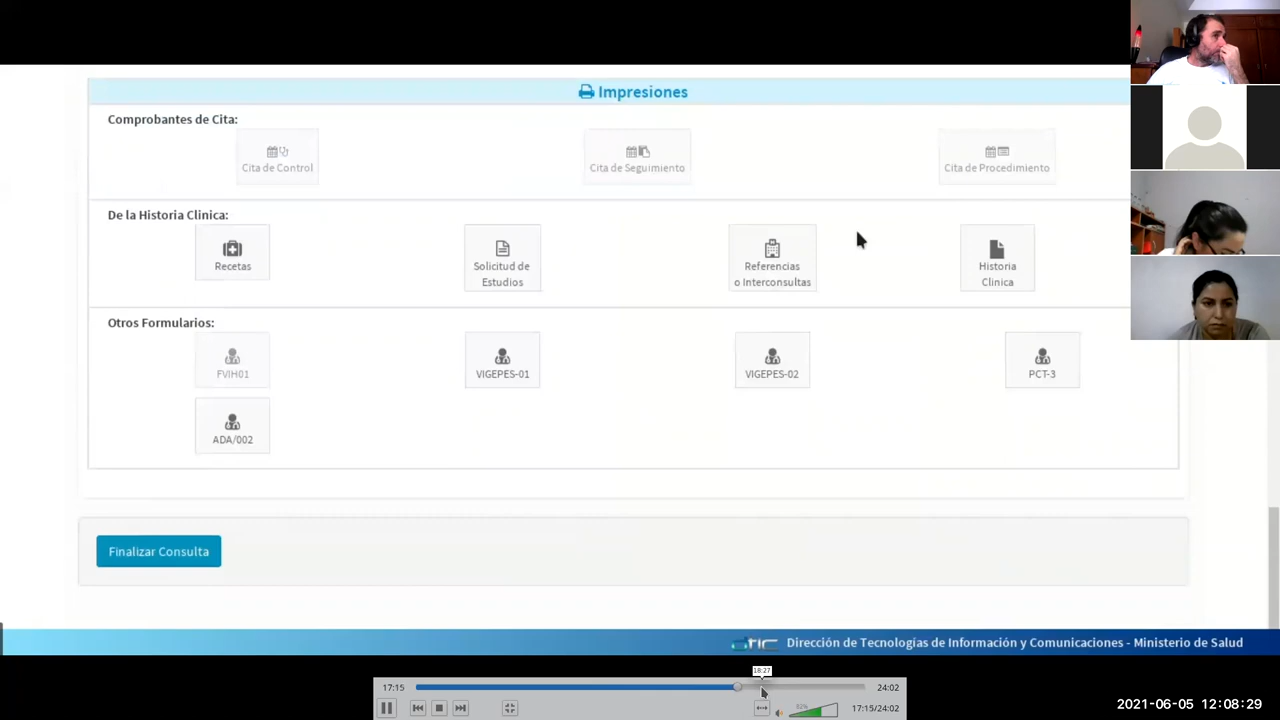 Impresiones
Comprobantes de Cita:
Cita de Control
Cita de Seguimiento
Cita de Procedimiento
De la Historia Clinica:
Recetas
Solicitud de
Estudios
Referencias
o Interconsultas
Historia
Clinica
Otros Formularios:
FVIH01
VIGEPES-01
VIGEPES-02
PCT-3
ADA/002
Finalizar Consulta
Dirección de Tecnologías de Información y Comunicaciones - Ministerio de Salud
18:27
17:15
24:02
92%
17:15/24:02
2021-06-05 12:08:29